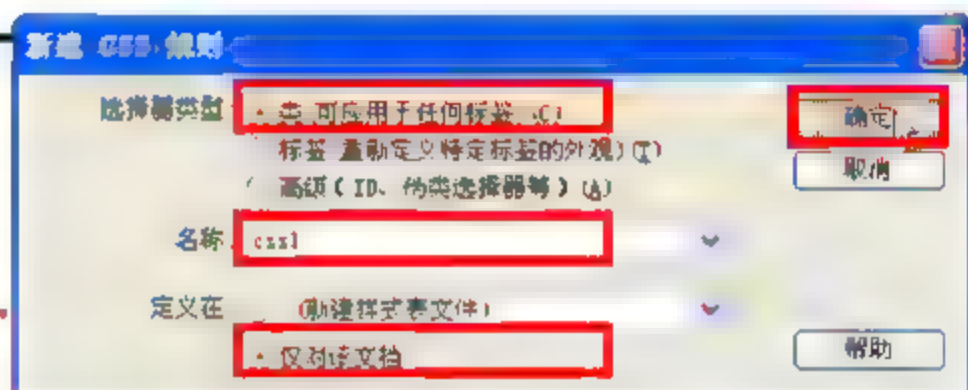 新建 CSS 规则
选择器类型
类(可应用于任何标签)(C)
确定
标签(重新定义特定标签的外观)(T)
取消
高级(ID、伪类选择器等)(A)
名称
css1
定义在
(新建样式表文件)
仅对该文档
帮助